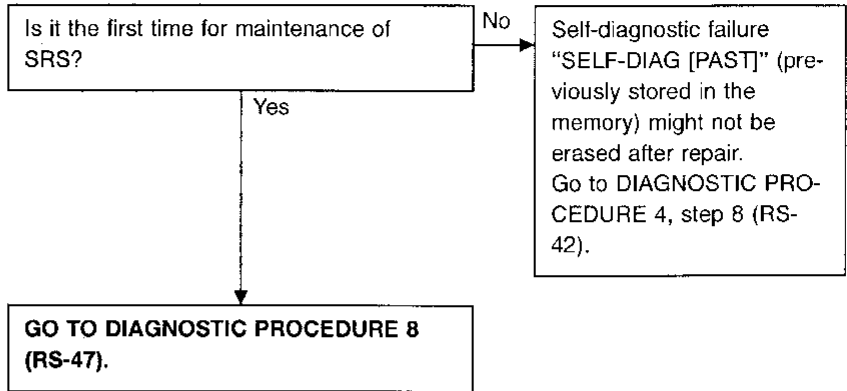 Is it the first time for maintenance of
SRS?
No
Self-diagnostic failure
“SELF-DIAG [PAST]” (pre-
viously stored in the
memory) might not be
erased after repair.
Go to DIAGNOSTIC PRO-
CEDURE 4, step 8 (RS-
42).
Yes
GO TO DIAGNOSTIC PROCEDURE 8
(RS-47).